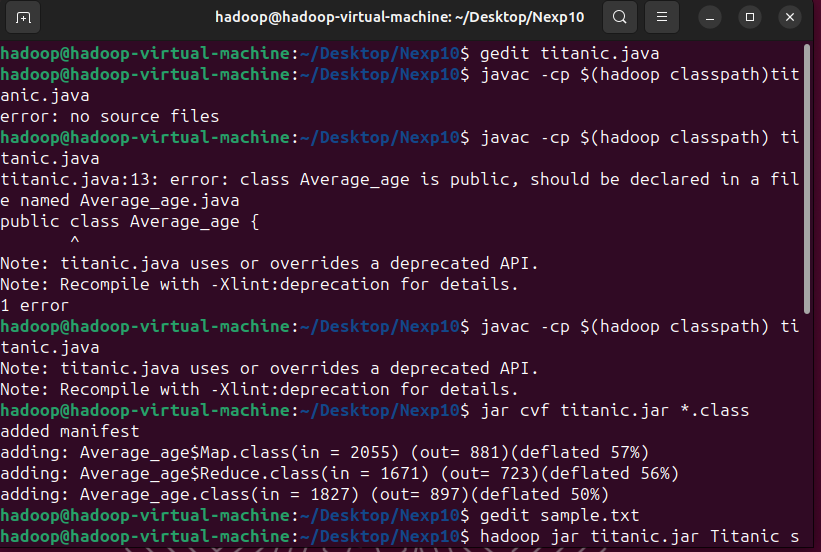 hadoop@hadoop-virtual-machine: ~/Desktop/Nexp10
hadoop@hadoop-virtual-machine:~/Desktop/Nexp10$ gedit titanic.java
hadoop@hadoop-virtual-machine:~/Desktop/Nexp10$ javac -cp $(hadoop classpath)tit
anic.java
error: no source files
hadoop@hadoop-virtual-machine:~/Desktop/Nexp10$ javac -cp $(hadoop classpath) ti
tanic.java
titanic.java:13: error: class Average_age is public, should be declared in a fil
e named Average_age.java
public class Average_age {
^
Note: titanic.java uses or overrides a deprecated API.
Note: Recompile with -Xlint:deprecation for details.
1 error
hadoop@hadoop-virtual-machine:~/Desktop/Nexp10$ javac -cp $(hadoop classpath) ti
tanic.java
Note: titanic.java uses or overrides a deprecated API.
Note: Recompile with -Xlint:deprecation for details.
hadoop@hadoop-virtual-machine:~/Desktop/Nexp10$ jar cvf titanic.jar *.class
added manifest
adding: Average_age$Map.class(in = 2055) (out= 881)(deflated 57%)
adding: Average_age$Reduce.class(in = 1671) (out= 723)(deflated 56%)
adding: Average_age.class(in = 1827) (out= 897)(deflated 50%)
hadoop@hadoop-virtual-machine:~/Desktop/Nexp10$ gedit sample.txt
hadoop@hadoop-virtual-machine:~/Desktop/Nexp10$ hadoop jar titanic.jar Titanic s